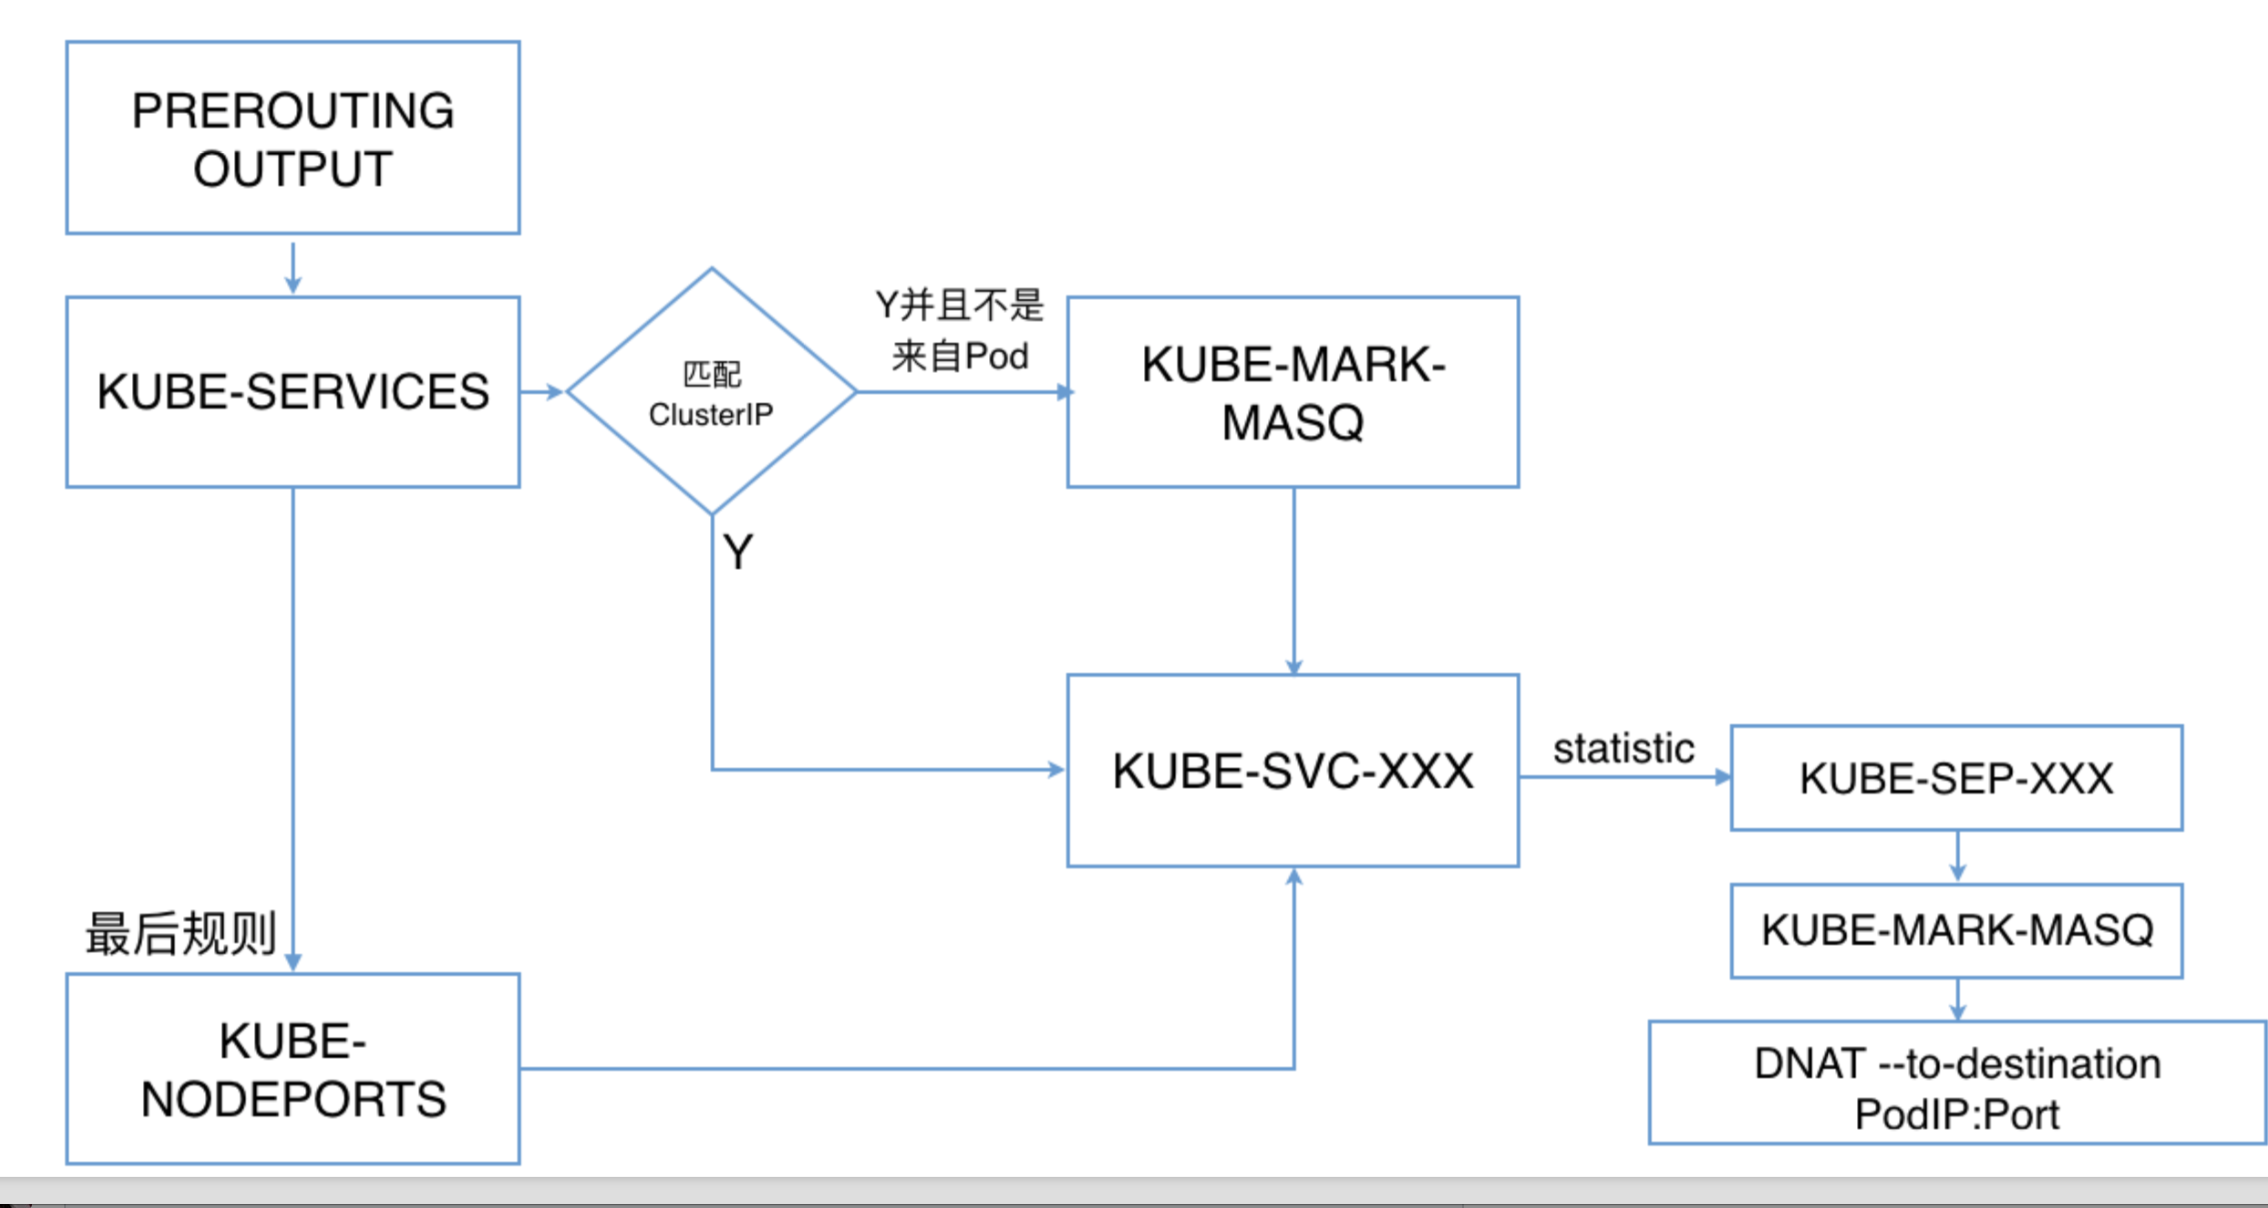 PREROUTING
OUTPUT
KUBE-SERVICES
匹配
ClusterIP
Y并且不是
来自Pod
KUBE-MARK-
MASQ
Y
KUBE-SVC-XXX
statistic
KUBE-SEP-XXX
KUBE-MARK-MASQ
DNAT --to-destination
PodIP:Port
最后规则
KUBE-
NODEPORTS